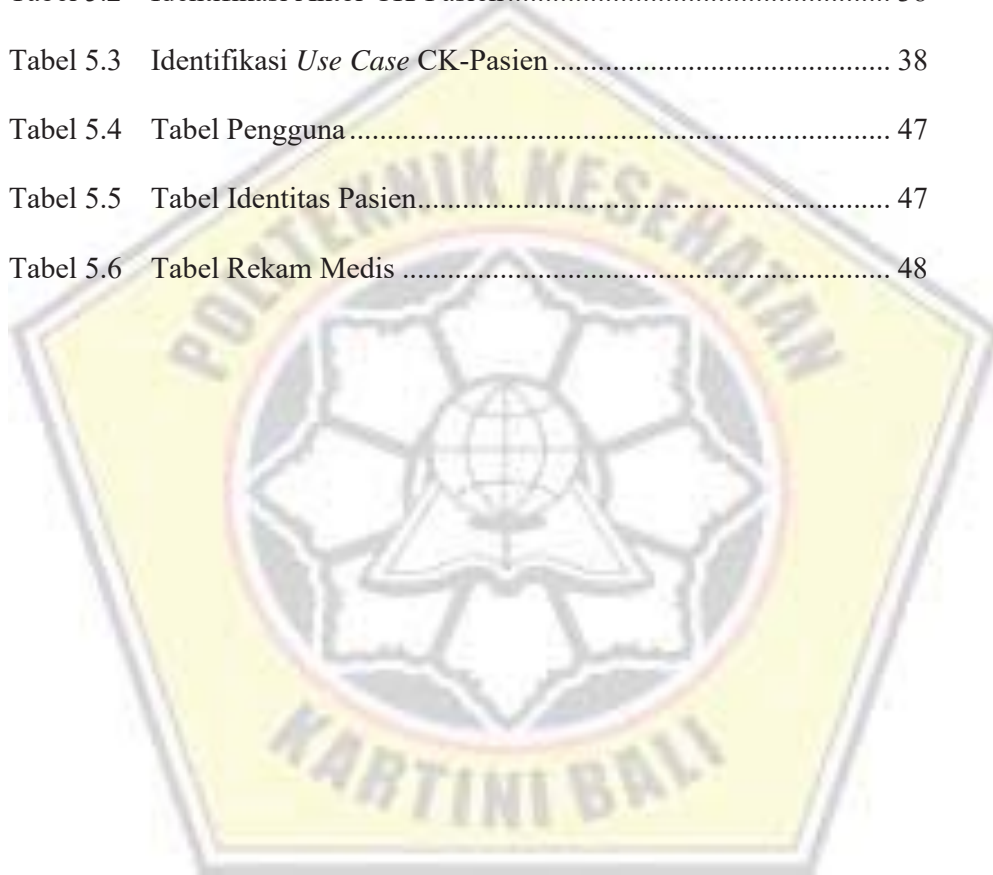 Tabel 5.3 Identifikasi Use Case CK-Pasien ........................................ 38
Tabel 5.4 Tabel Pengguna ................................................................ 47
Tabel 5.5 Tabel Identitas Pasien ....................................................... 47
Tabel 5.6 Tabel Rekam Medis .......................................................... 48
POLITEKNIK KESEHATAN
KARTINI BALI